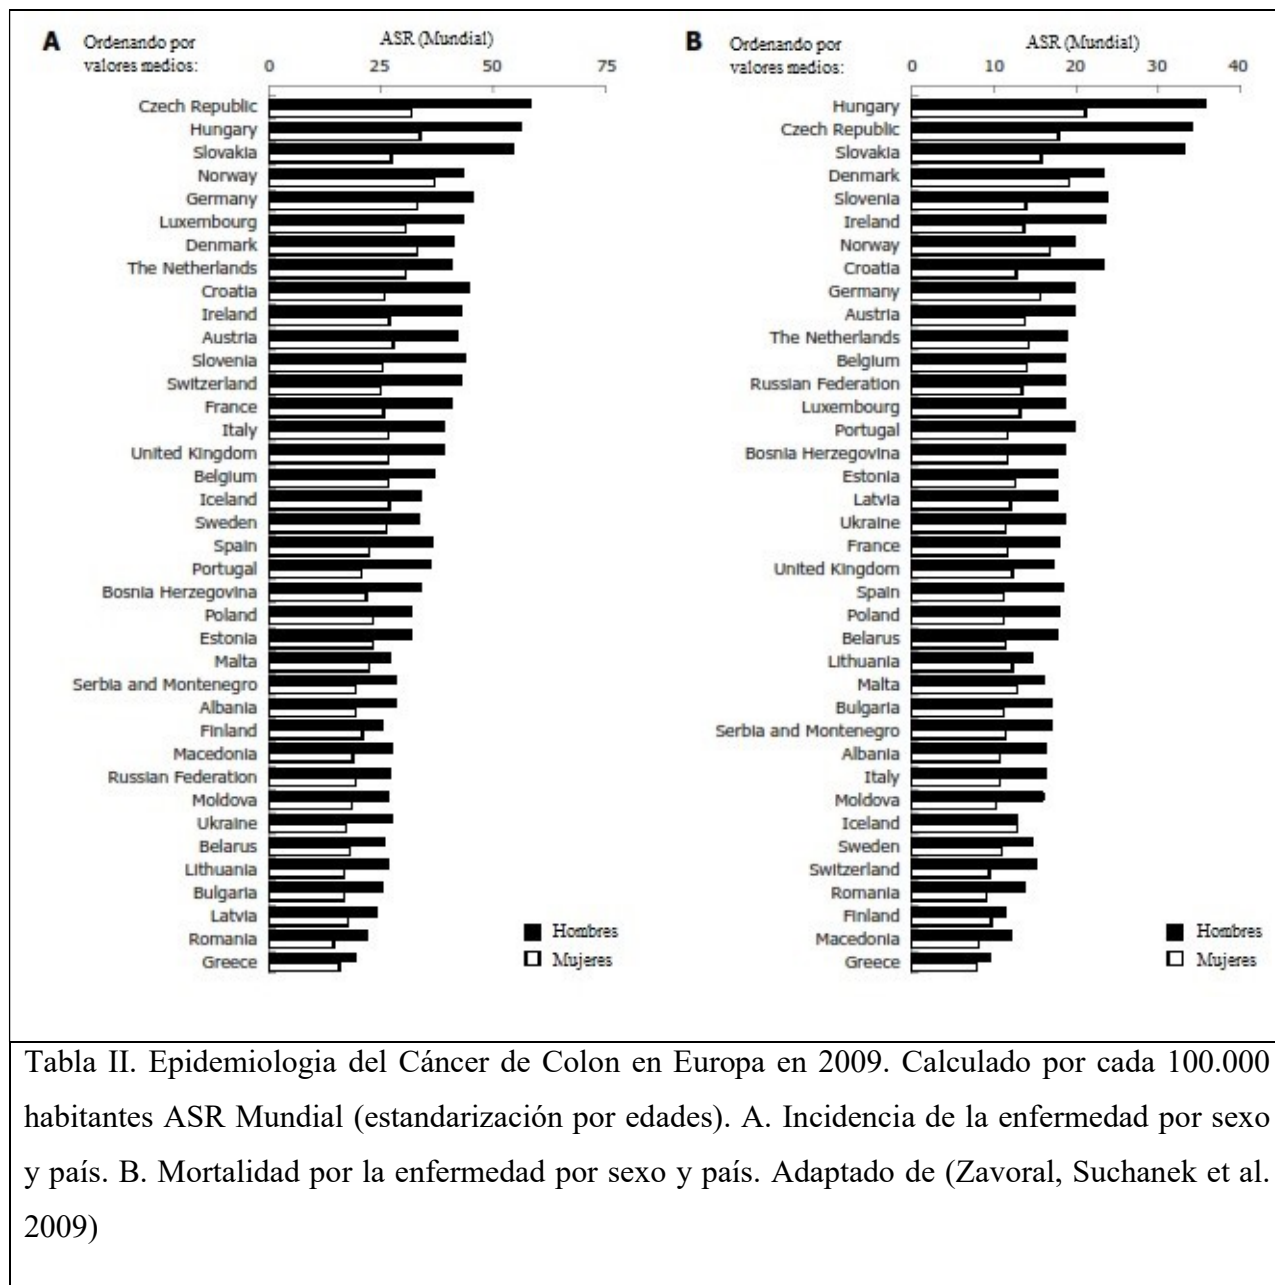 A Ordenando por valores medios:
ASR (Mundial)
0 25 50 75
Czech Republic
Hungary
Slovakia
Norway
Germany
Luxembourg
Denmark
The Netherlands
Croatia
Ireland
Austria
Slovenia
Switzerland
France
Italy
United Kingdom
Belgium
Iceland
Sweden
Spain
Portugal
Bosnia Herzegovina
Poland
Estonia
Malta
Serbia and Montenegro
Albania
Finland
Macedonia
Russian Federation
Moldova
Ukraine
Belarus
Lithuania
Bulgaria
Latvia
Romania
Greece
Hombres
Mujeres
B Ordenando por valores medios:
ASR (Mundial)
0 10 20 30 40
Hungary
Czech Republic
Slovakia
Denmark
Slovenia
Ireland
Norway
Croatia
Germany
Austria
The Netherlands
Belgium
Russian Federation
Luxembourg
Portugal
Bosnia Herzegovina
Estonia
Latvia
Ukraine
France
United Kingdom
Spain
Poland
Belarus
Lithuania
Malta
Bulgaria
Serbia and Montenegro
Albania
Italy
Moldova
Iceland
Sweden
Switzerland
Romania
Finland
Macedonia
Greece
Hombres
Mujeres
Tabla II. Epidemiologia del Cáncer de Colon en Europa en 2009. Calculado por cada 100.000
habitantes ASR Mundial (estandarización por edades). A. Incidencia de la enfermedad por sexo
y país. B. Mortalidad por la enfermedad por sexo y país. Adaptado de (Zavoral, Suchanek et al.
2009)